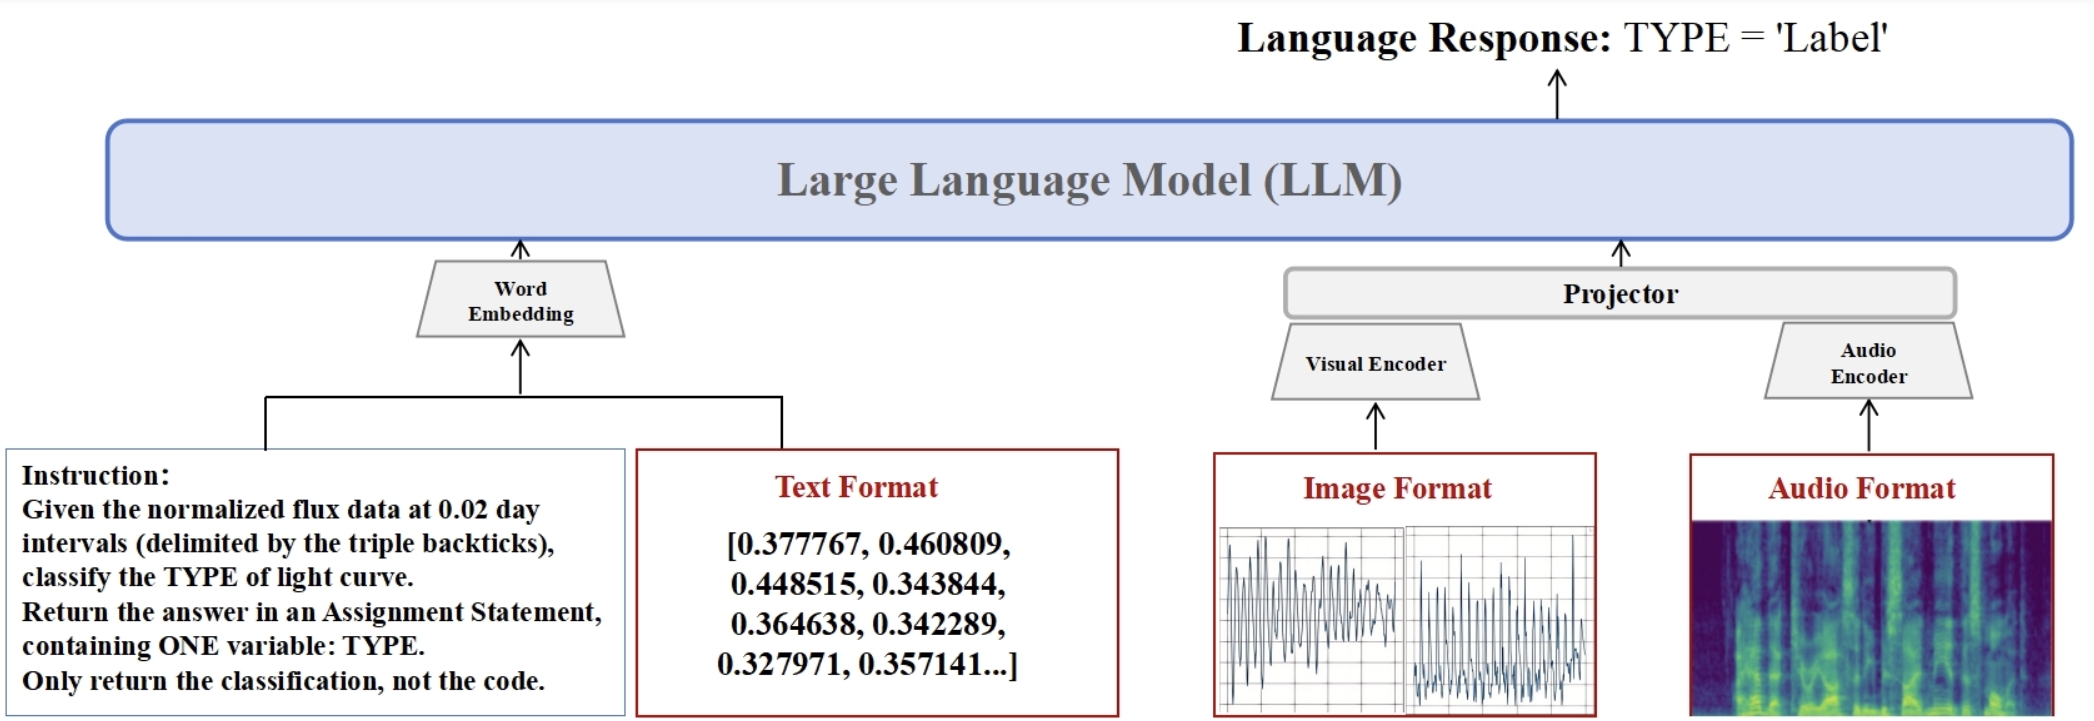 Language Response: TYPE = 'Label'
Large Language Model (LLM)
Word
Embedding
Projector
Visual Encoder
Audio
Encoder
Instruction:
Given the normalized flux data at 0.02 day
intervals (delimited by the triple backticks),
classify the TYPE of light curve.
Return the answer in an Assignment Statement,
containing ONE variable: TYPE.
Only return the classification, not the code.
Text Format
[0.377767, 0.460809,
0.448515, 0.343844,
0.364638, 0.342289,
0.327971, 0.357141...]
Image Format
Audio Format